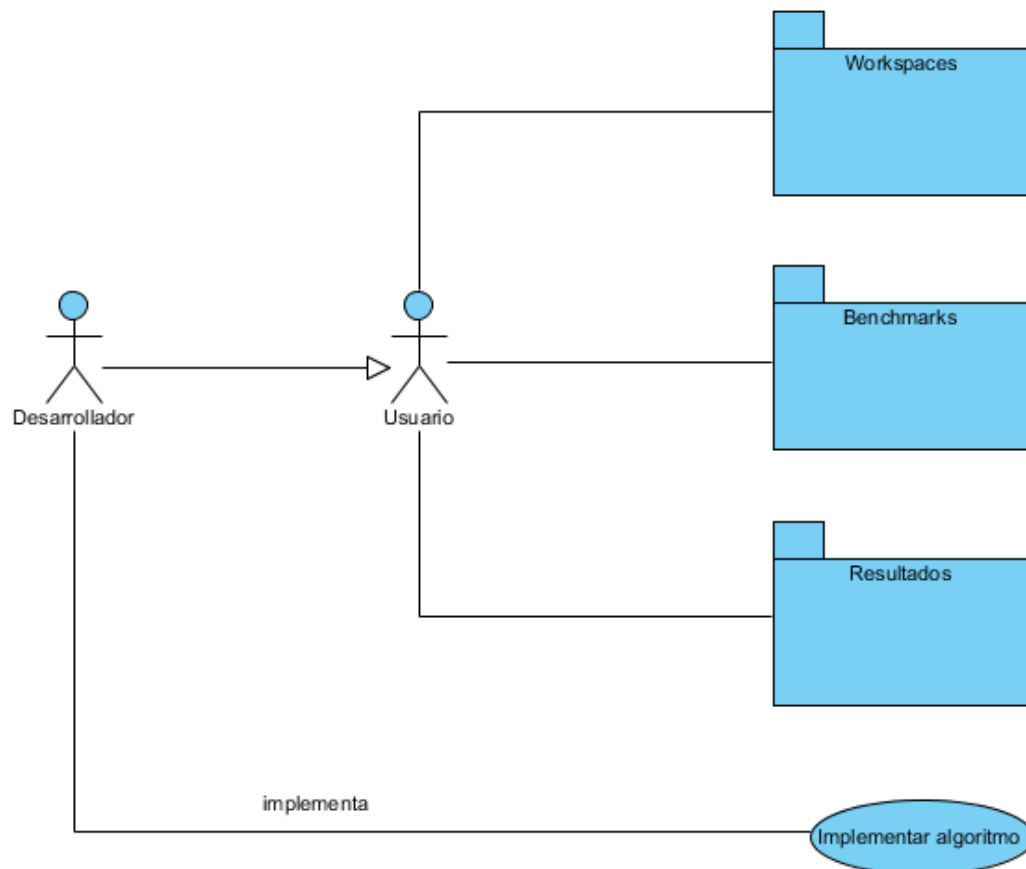 Workspaces
Benchmarks
Desarrollador
Usuario
Resultados
implementa
Implementar algoritmo